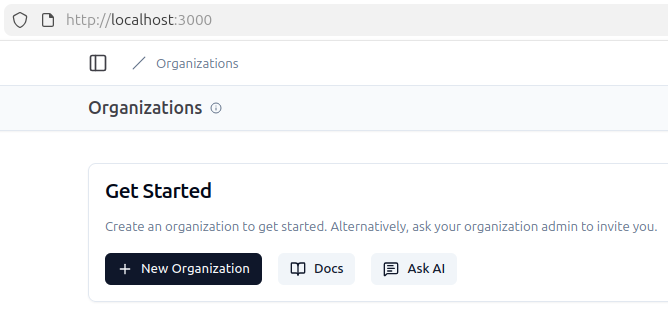 http://localhost:3000
Organizations
Organizations
Get Started
Create an organization to get started. Alternatively, ask your organization admin to invite you.
New Organization Docs Ask AI